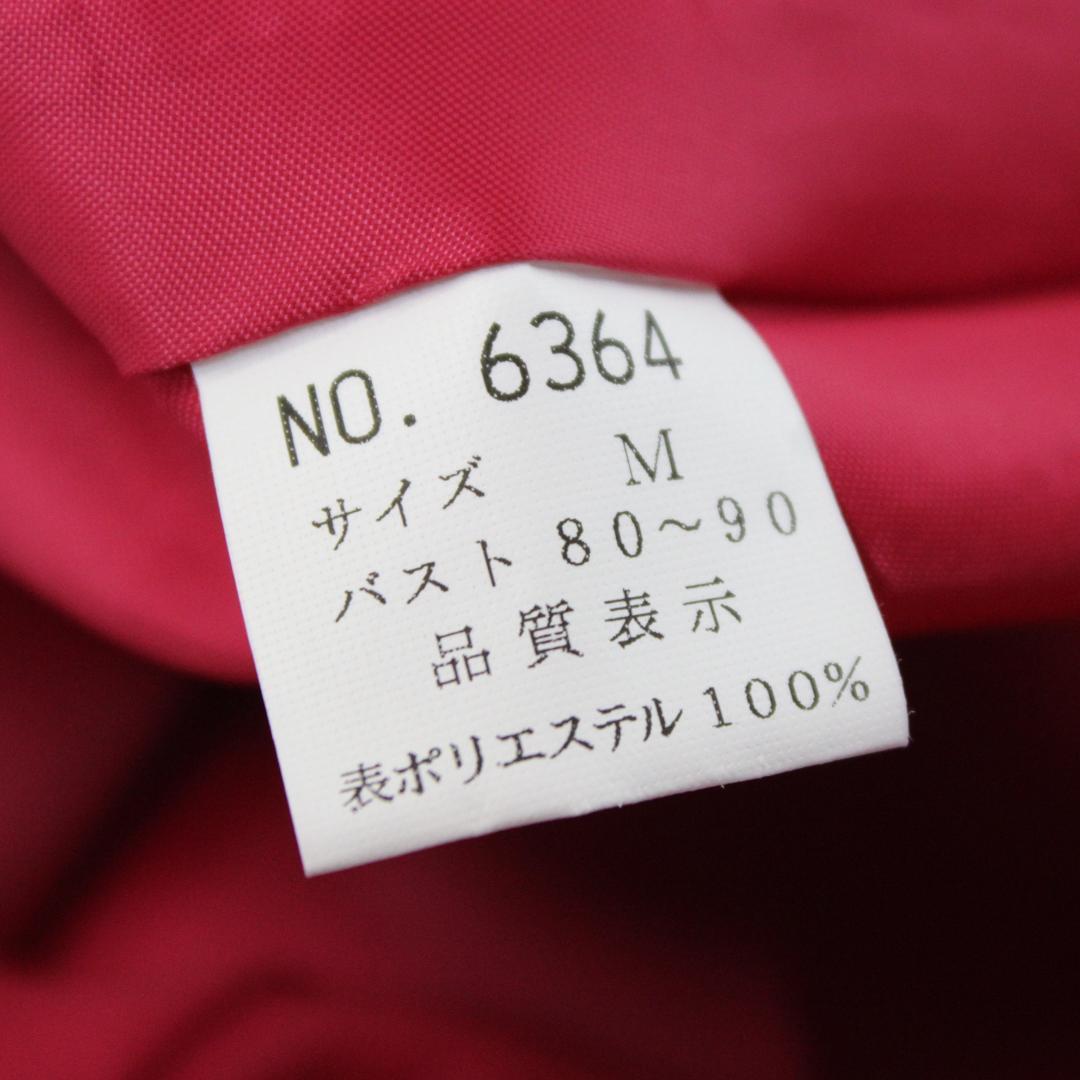 NO. 6364
サイズ M
バスト 80～90
品質表示
表ポリエステル 100%